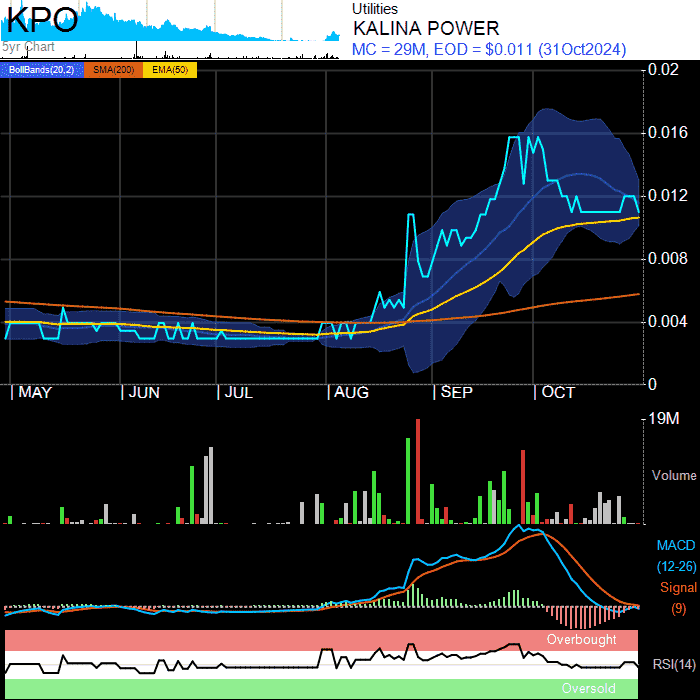 KPO
Utilities
KALINA POWER
5yr Chart
MC = 29M, EOD = $0.011 (31Oct2024)
BollBands(20,2) SMA(200) EMA(50)
0.02
0.016
0.012
0.008
0.004
0
MAY JUN JUL AUG SEP OCT
19M
Volume
MACD
(12-26)
Signal
(9)
Overbought
RSI(14)
Oversold